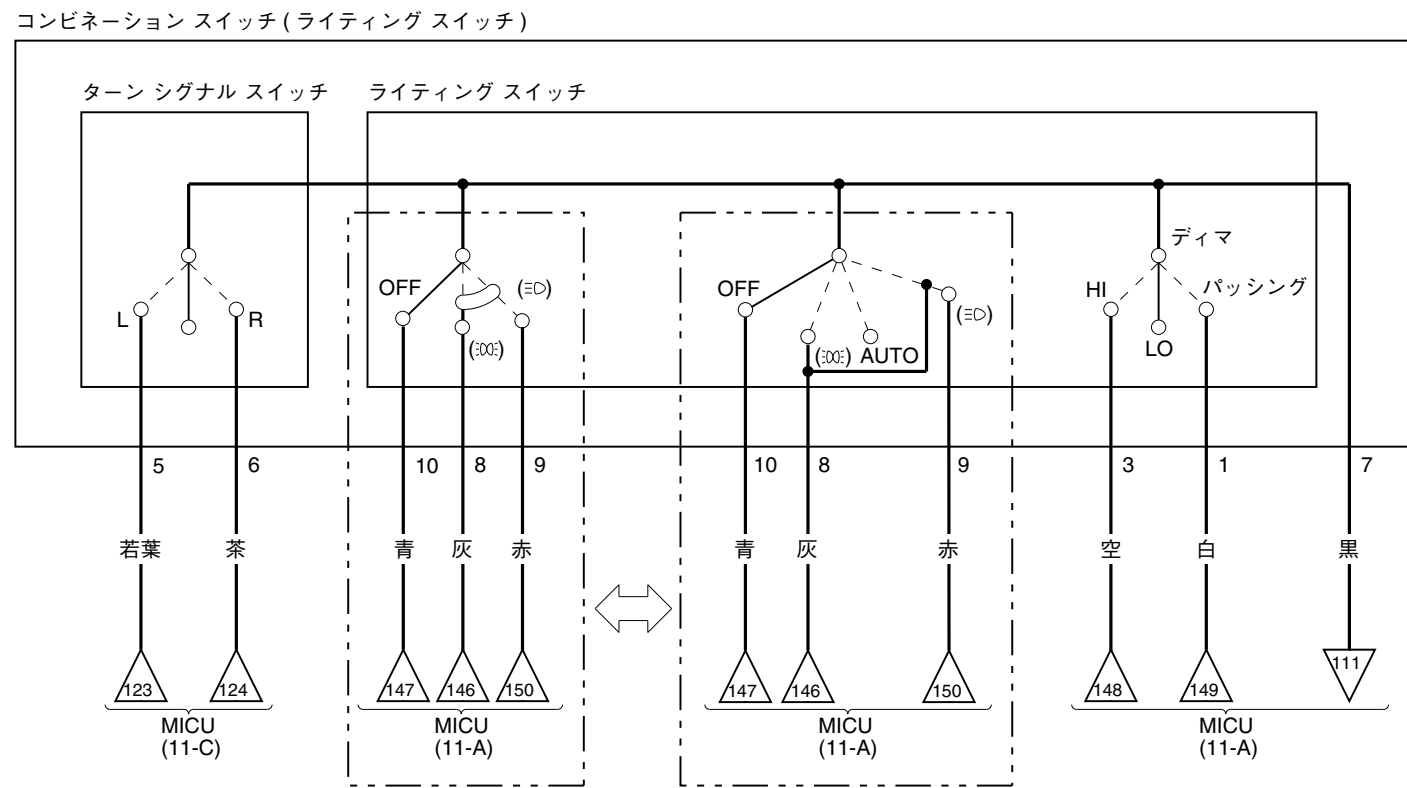 コンビネーション スイッチ ( ライティング スイッチ )
ターン シグナル スイッチ
ライティング スイッチ
ディマ
OFF
OFF
HI
パッシング
L
R
LO
AUTO
5
6
10
8
9
10
8
9
3
1
7
若葉
茶
青
灰
赤
青
灰
赤
空
白
黒
123
124
147
146
150
147
146
150
148
149
111
MICU
(11-C)
MICU
(11-A)
MICU
(11-A)
MICU
(11-A)